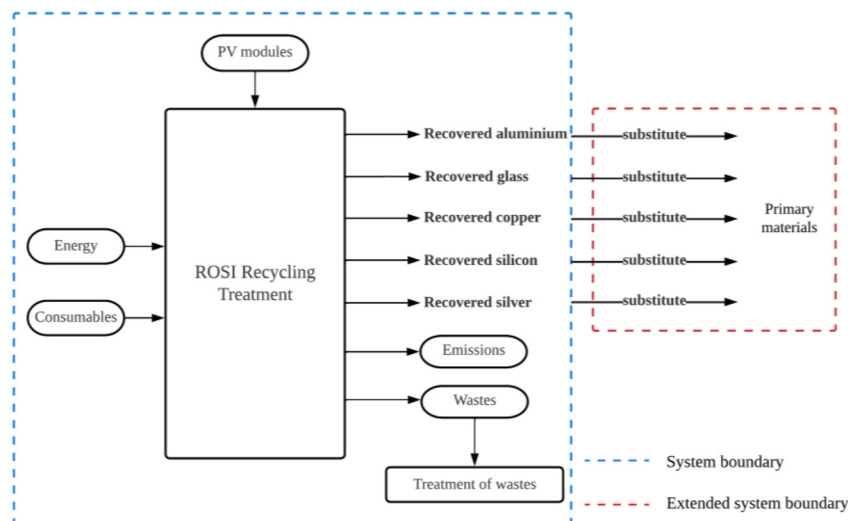 PV modules
Recovered aluminium
substitute
Recovered glass
substitute
Recovered copper
substitute
Primary
materials
Energy
ROSI Recycling
Treatment
Recovered silicon
substitute
Consumables
Recovered silver
substitute
Emissions
Wastes
Treatment of wastes
System boundary
Extended system boundary